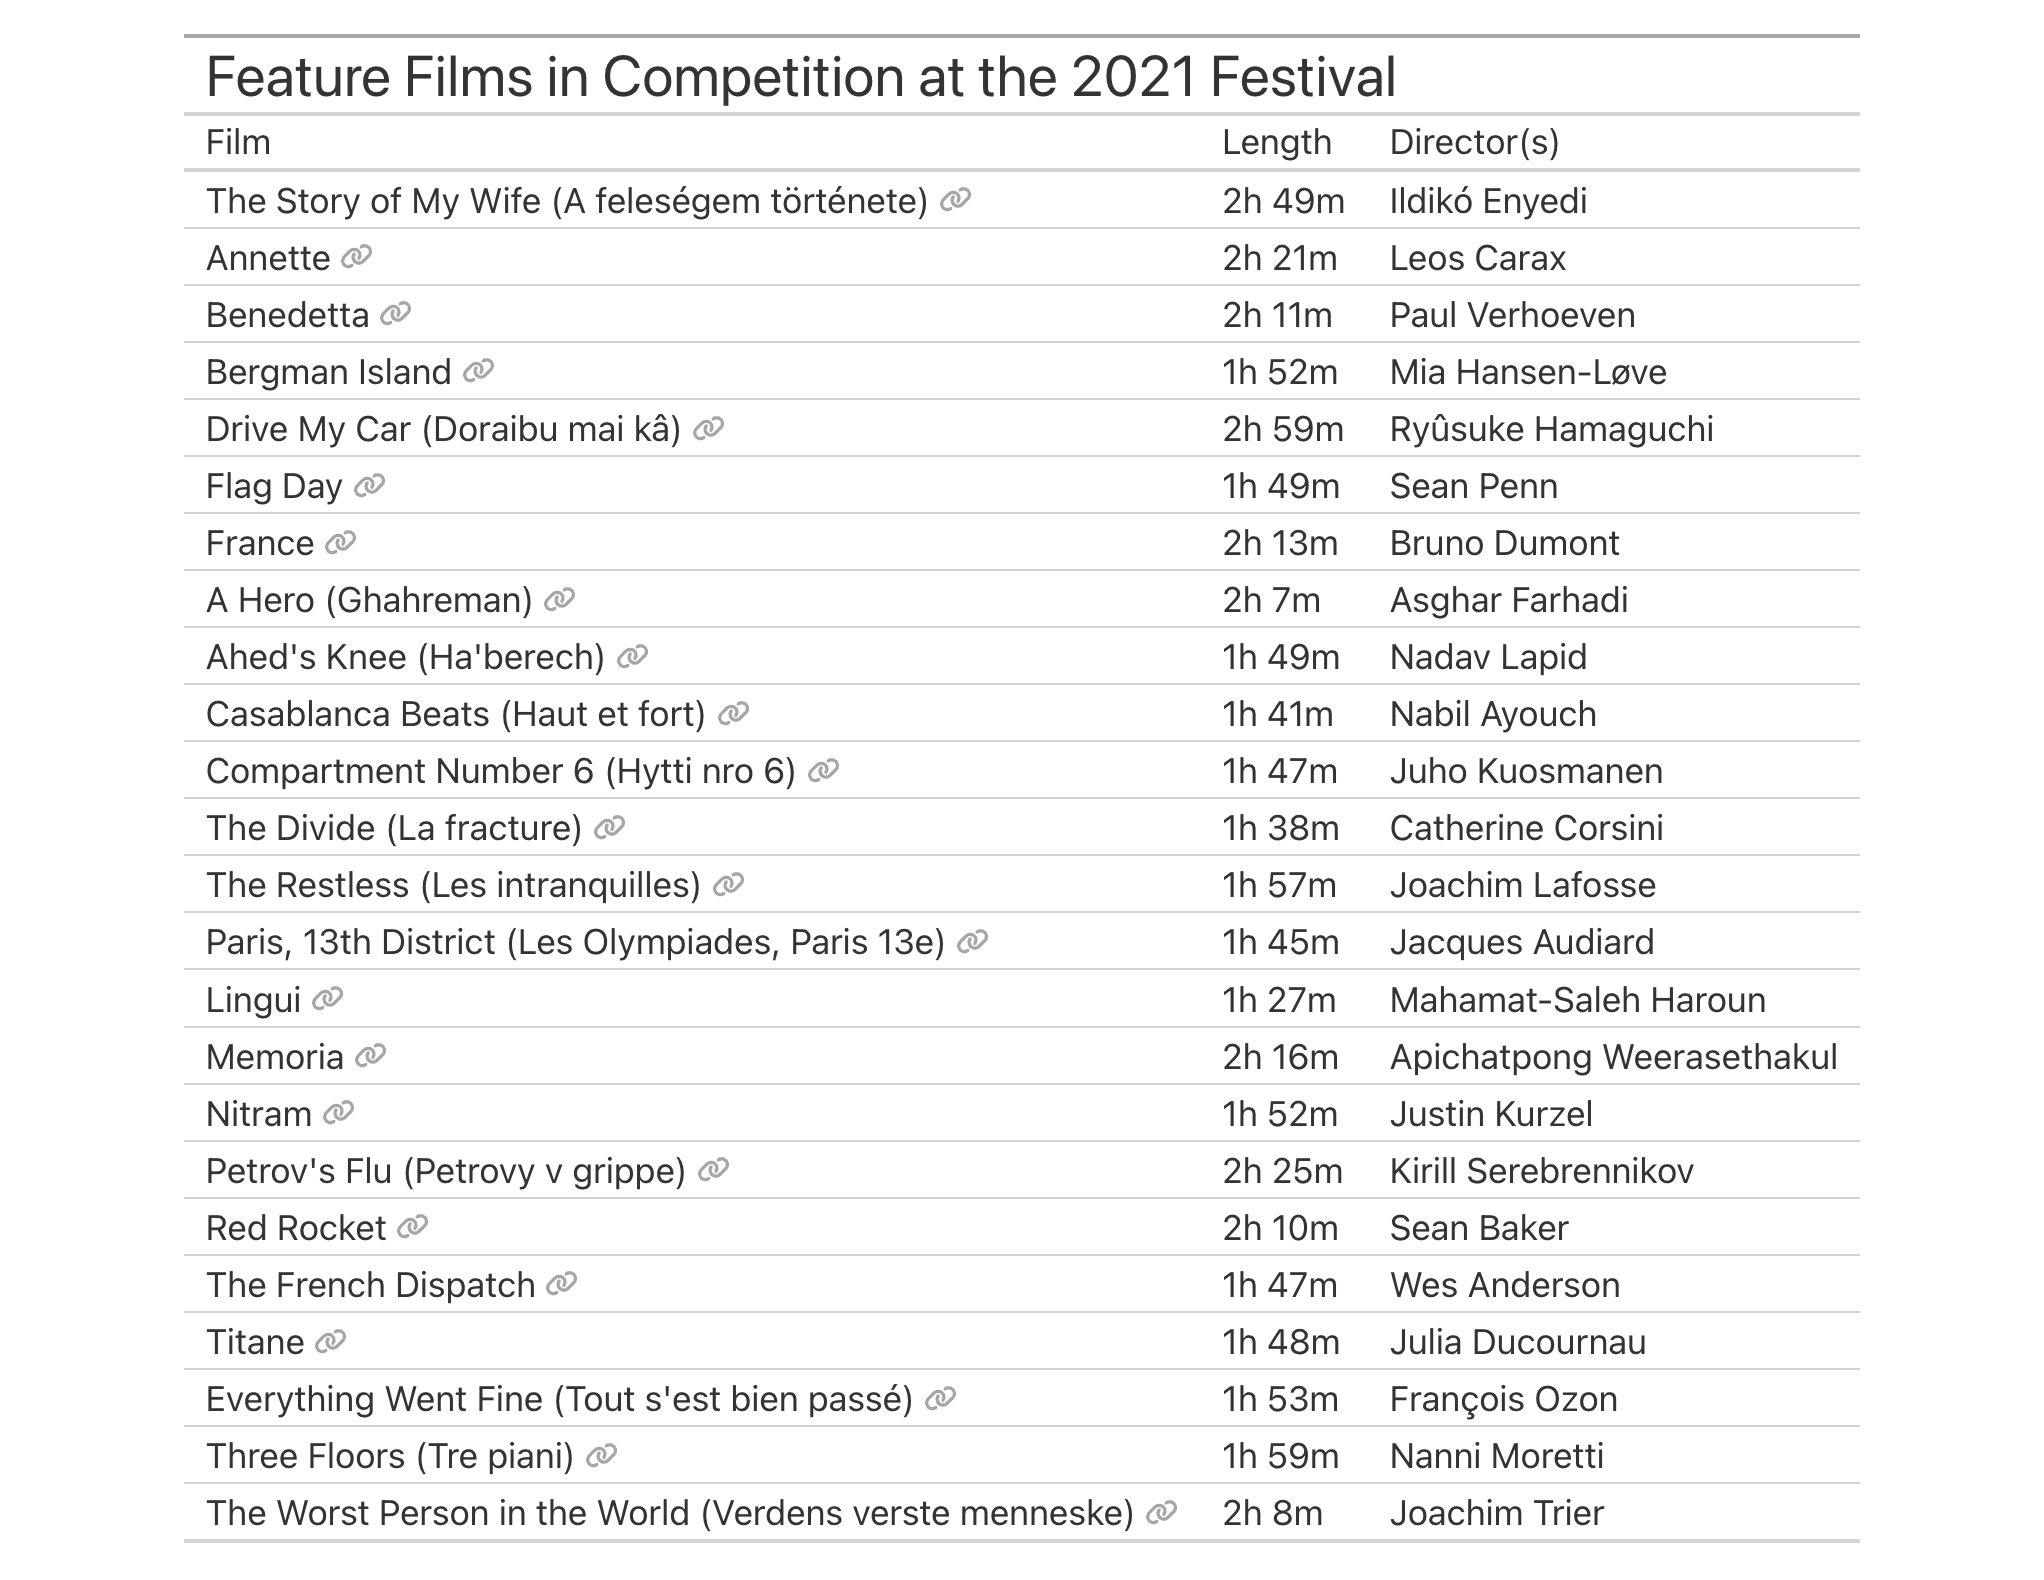 Feature Films in Competition at the 2021 Festival
Film Length Director(s)
The Story of My Wife (A feleségem története) 2h 49m Ildikó Enyedi
Annette 2h 21m Leos Carax
Benedetta 2h 11m Paul Verhoeven
Bergman Island 1h 52m Mia Hansen-Løve
Drive My Car (Doraibu mai kâ) 2h 59m Ryûsuke Hamaguchi
Flag Day 1h 49m Sean Penn
France 2h 13m Bruno Dumont
A Hero (Ghahreman) 2h 7m Asghar Farhadi
Ahed's Knee (Ha'berech) 1h 49m Nadav Lapid
Casablanca Beats (Haut et fort) 1h 41m Nabil Ayouch
Compartment Number 6 (Hytti nro 6) 1h 47m Juho Kuosmanen
The Divide (La fracture) 1h 38m Catherine Corsini
The Restless (Les intranquilles) 1h 57m Joachim Lafosse
Paris, 13th District (Les Olympiades, Paris 13e) 1h 45m Jacques Audiard
Lingui 1h 27m Mahamat-Saleh Haroun
Memoria 2h 16m Apichatpong Weerasethakul
Nitram 1h 52m Justin Kurzel
Petrov's Flu (Petrovy v grippe) 2h 25m Kirill Serebrennikov
Red Rocket 2h 10m Sean Baker
The French Dispatch 1h 47m Wes Anderson
Titane 1h 48m Julia Ducournau
Everything Went Fine (Tout s'est bien passé) 1h 53m François Ozon
Three Floors (Tre piani) 1h 59m Nanni Moretti
The Worst Person in the World (Verdens verste menneske) 2h 8m Joachim Trier